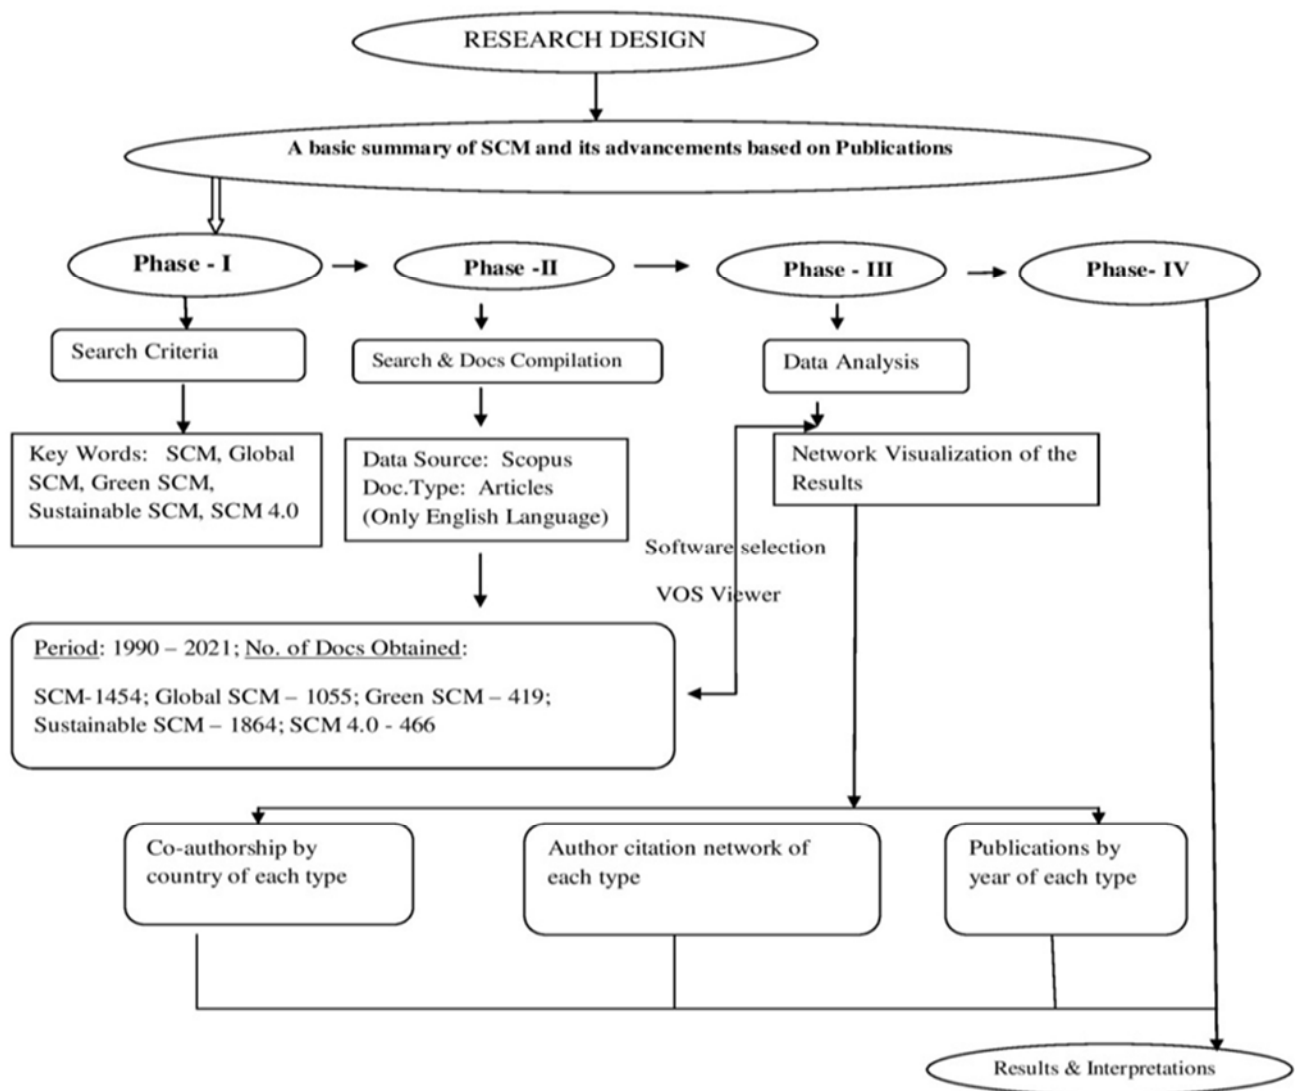 RESEARCH DESIGN
A basic summary of SCM and its advancements based on Publications
Phase - I
Phase -II
Phase - III
Phase- IV
Search Criteria
Search & Docs Compilation
Data Analysis
Key Words: SCM, Global
SCM, Green SCM,
Sustainable SCM, SCM 4.0
Data Source: Scopus
Doc.Type: Articles
(Only English Language)
Network Visualization of the
Results
Software selection
VOS Viewer
Period: 1990 – 2021; No. of Docs Obtained:
SCM-1454; Global SCM – 1055; Green SCM – 419;
Sustainable SCM – 1864; SCM 4.0 - 466
Co-authorship by
country of each type
Author citation network of
each type
Publications by
year of each type
Results & Interpretations